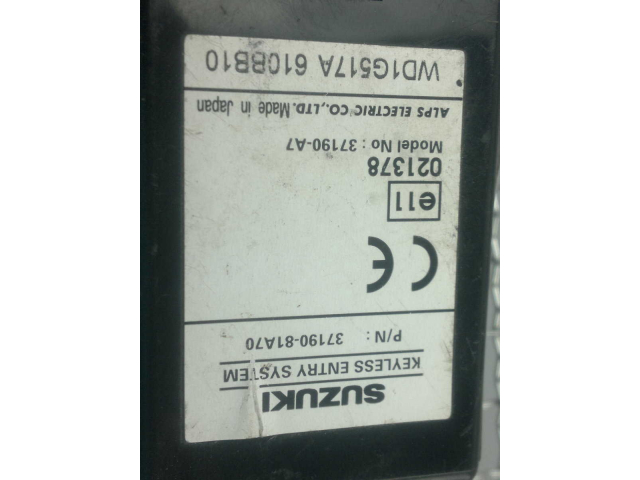 SUZUKI
KEYLESS ENTRY SYSTEM
P/N : 37190-81A70
CE
e11
021378
Model No : 37190-A7
ALPS ELECTRIC CO.,LTD. Made in Japan
WD1G517A 610BB10